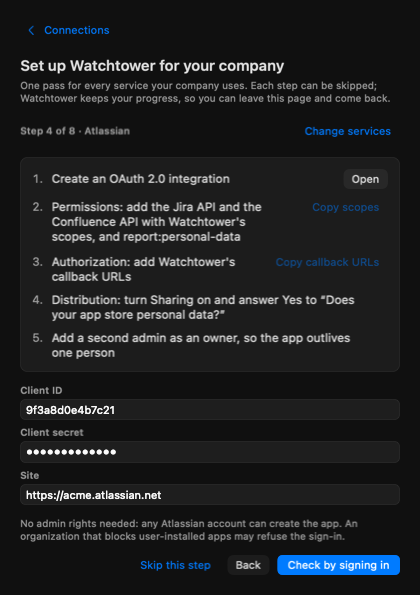 Connections
Set up Watchtower for your company
One pass for every service your company uses. Each step can be skipped;
Watchtower keeps your progress, so you can leave this page and come back.
Step 4 of 8 · Atlassian
Change services
1. Create an OAuth 2.0 integration
Open
2. Permissions: add the Jira API and the
Confluence API with Watchtower's
scopes, and report:personal-data
Copy scopes
3. Authorization: add Watchtower's
callback URLs
Copy callback URLs
4. Distribution: turn Sharing on and answer Yes to “Does
your app store personal data?”
5. Add a second admin as an owner, so the app outlives
one person
Client ID
9f3a8d0e4b7c21
Client secret
●●●●●●●●●●●●●
Site
https://acme.atlassian.net
No admin rights needed: any Atlassian account can create the app. An
organization that blocks user-installed apps may refuse the sign-in.
Skip this step
Back
Check by signing in